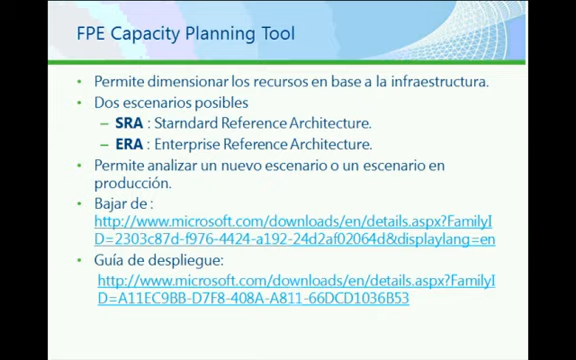 FPE Capacity Planning Tool
• Permite dimensionar los recursos en base a la infraestructura.
• Dos escenarios posibles
– SRA : Starndard Reference Architecture.
– ERA : Enterprise Reference Architecture.
• Permite analizar un nuevo escenario o un escenario en
producción.
• Bajar de :
http://www.microsoft.com/downloads/en/details.aspx?FamilyI
D=2303c87d-f976-4424-a192-24d2af02064d&displaylang=en
• Guía de despliegue:
http://www.microsoft.com/downloads/en/details.aspx?FamilyI
D=A11EC9BB-D7F8-408A-A811-66DCD1036B53